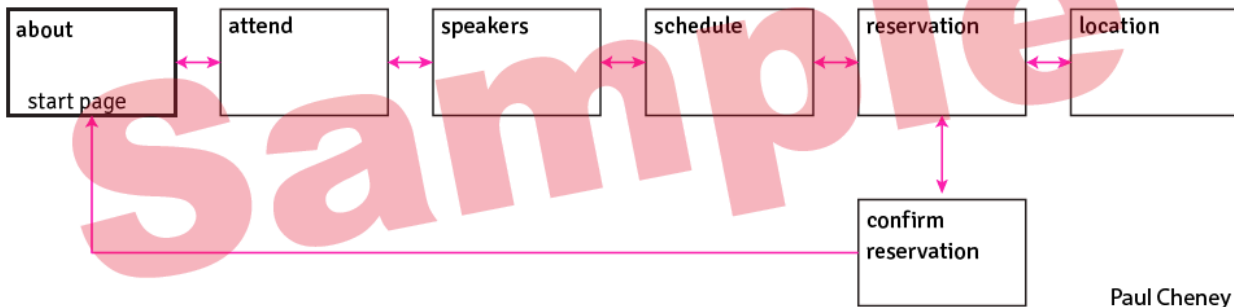 about
start page
attend
speakers
schedule
reservation
location
confirm
reservation
Paul Cheney
Sample